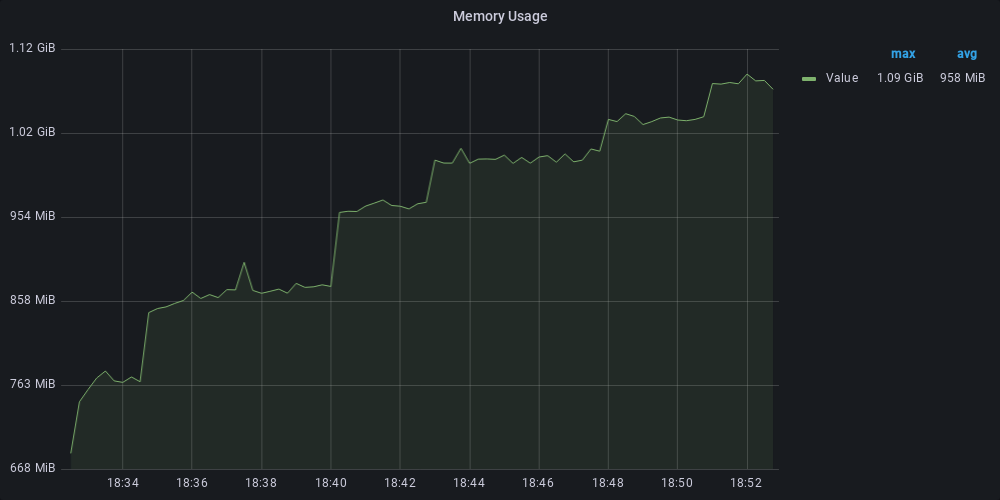 Memory Usage
1.12 GiB
1.02 GiB
954 MiB
858 MiB
763 MiB
668 MiB
18:34 18:36 18:38 18:40 18:42 18:44 18:46 18:48 18:50 18:52
max avg
Value 1.09 GiB 958 MiB